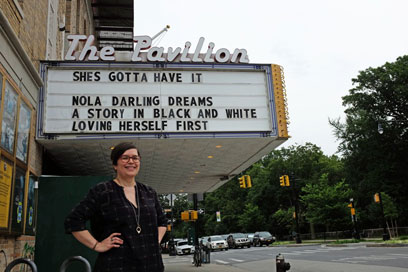 The Pavilion
SHES GOTTA HAVE IT
NOLA DARLING DREAMS
A STORY IN BLACK AND WHITE
LOVING HERSELF FIRST